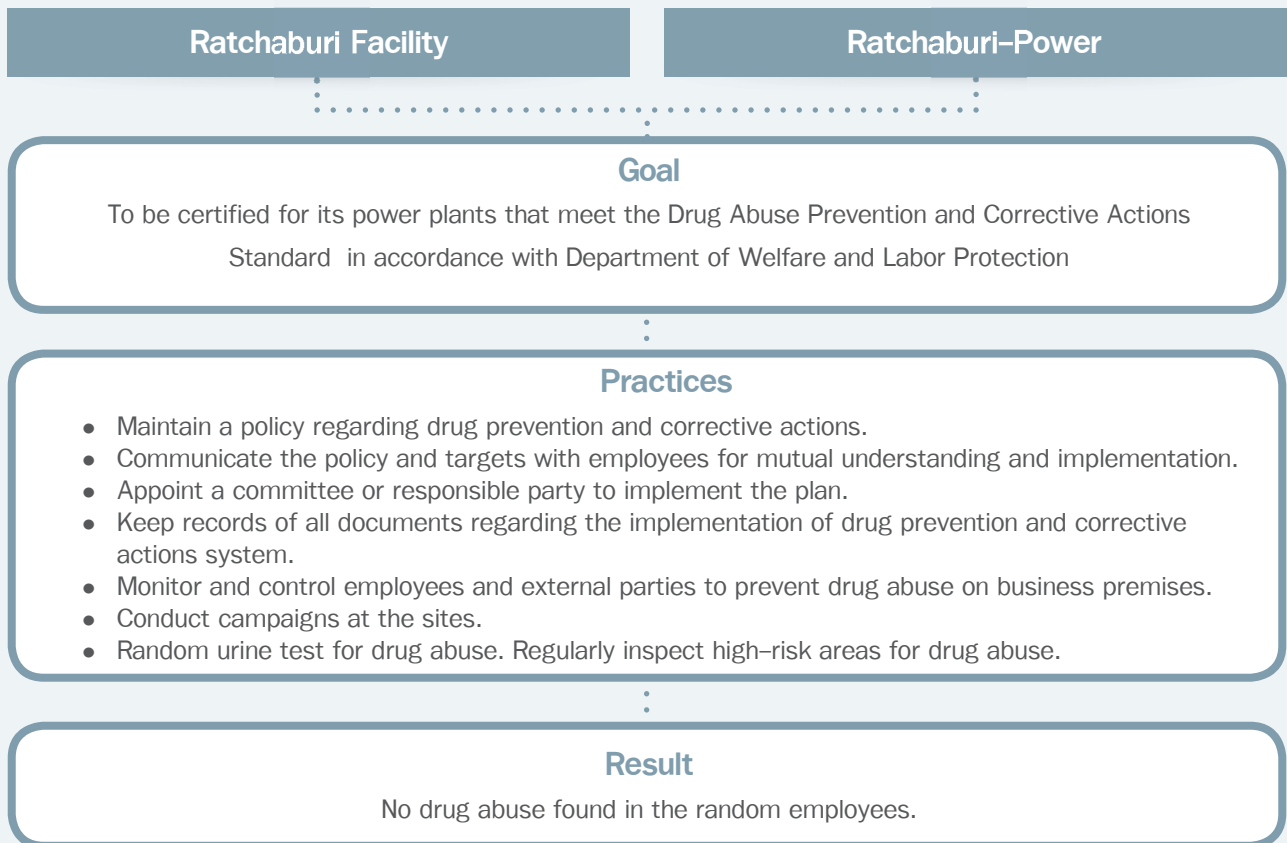 Ratchaburi Facility
Ratchaburi–Power
Goal
To be certified for its power plants that meet the Drug Abuse Prevention and Corrective Actions
Standard  in accordance with Department of Welfare and Labor Protection
Practices
● Maintain a policy regarding drug prevention and corrective actions.
● Communicate the policy and targets with employees for mutual understanding and implementation.
● Appoint a committee or responsible party to implement the plan.
● Keep records of all documents regarding the implementation of drug prevention and corrective
actions system.
● Monitor and control employees and external parties to prevent drug abuse on business premises.
● Conduct campaigns at the sites.
● Random urine test for drug abuse. Regularly inspect high–risk areas for drug abuse.
Result
No drug abuse found in the random employees.